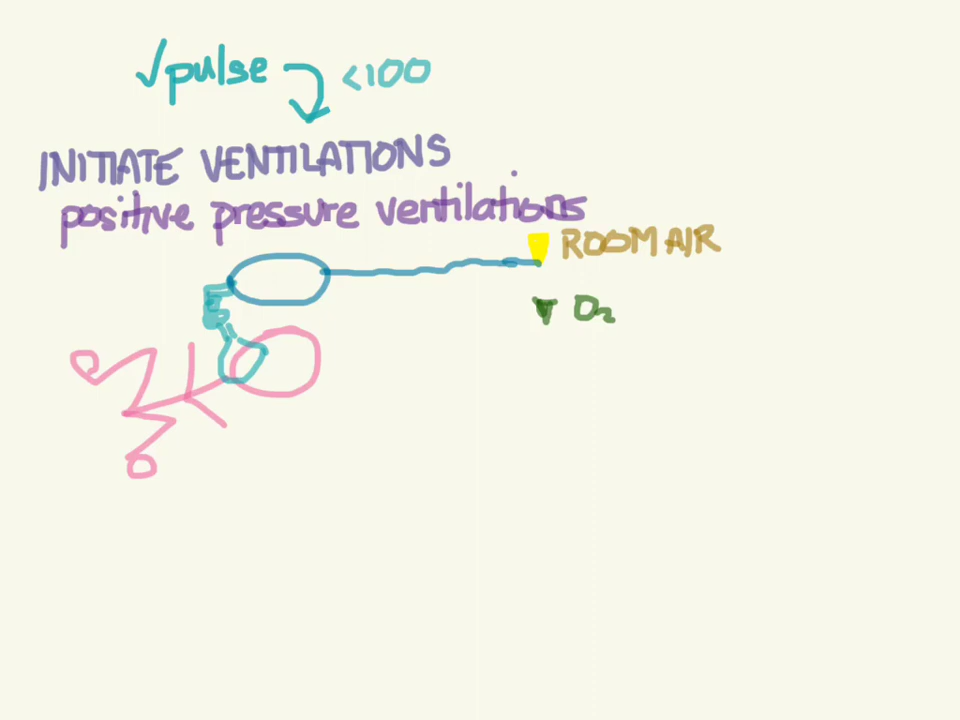 √pulse <100
INITIATE VENTILATIONS
positive pressure ventilations
ROOM AIR
O₂